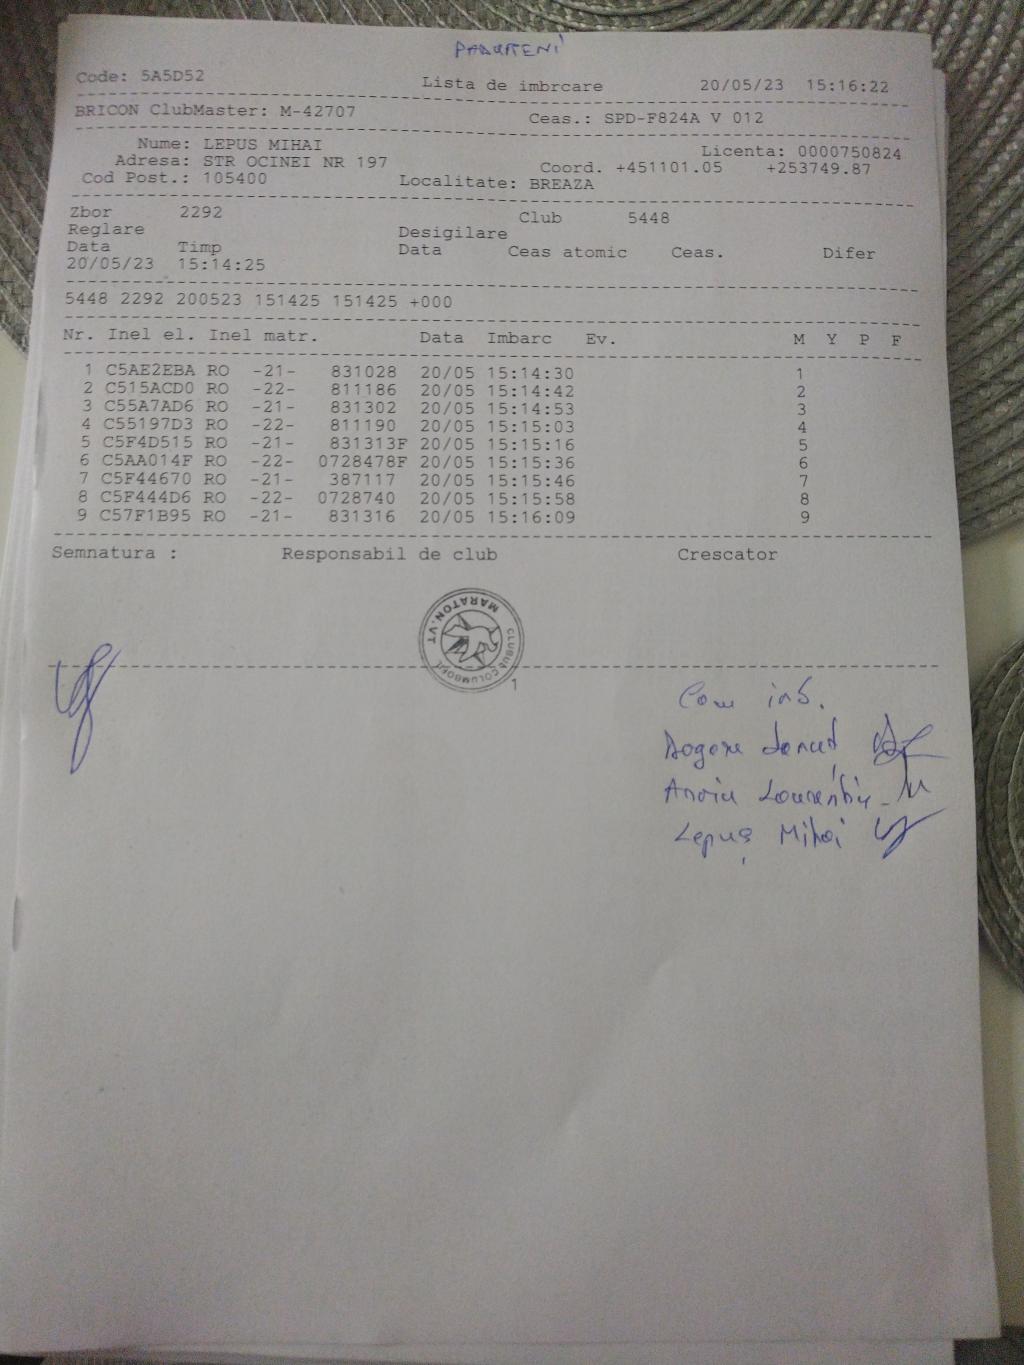 PADURENI
Code: 5A5D52 Lista de imbrcare 20/05/23 15:16:22
BRICON ClubMaster: M-42707 Ceas.: SPD-F824A V 012
Nume: LEPUS MIHAI Licenta: 0000750824
Adresa: STR OCINEI NR 197 Coord. +451101.05 +253749.87
Cod Post.: 105400 Localitate: BREAZA
Zbor 2292 Club 5448
Reglare Desigilare
Data Timp Data Ceas atomic Ceas. Difer
20/05/23 15:14:25
5448 2292 200523 151425 151425 +000
Nr. Inel el. Inel matr. Data Imbarc Ev. M Y P F
1 C5AE2EBA RO -21- 831028 20/05 15:14:30 1
2 C515ACD0 RO -22- 811186 20/05 15:14:42 2
3 C55A7AD6 RO -21- 831302 20/05 15:14:53 3
4 C55197D3 RO -22- 811190 20/05 15:15:03 4
5 C5F4D515 RO -21- 831313F 20/05 15:15:16 5
6 C5AA014F RO -22- 0728478F 20/05 15:15:36 6
7 C5F44670 RO -21- 387117 20/05 15:15:46 7
8 C5F444D6 RO -22- 0728740 20/05 15:15:58 8
9 C57F1B95 RO -21- 831316 20/05 15:16:09 9
Semnatura : Responsabil de club Crescator
MARATON.VT
COLUMBOFIL
1
Com
Lepuș Mihai